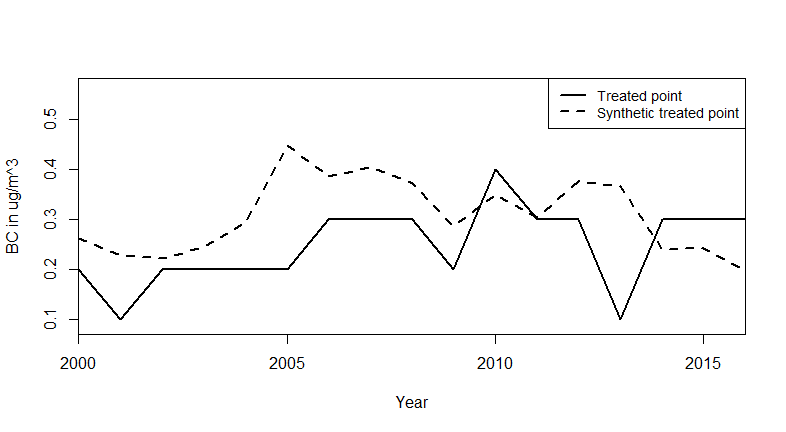 Treated point
Synthetic treated point
BC in ug/m^3
0.5
0.4
0.3
0.2
0.1
2000 2005 2010 2015
Year